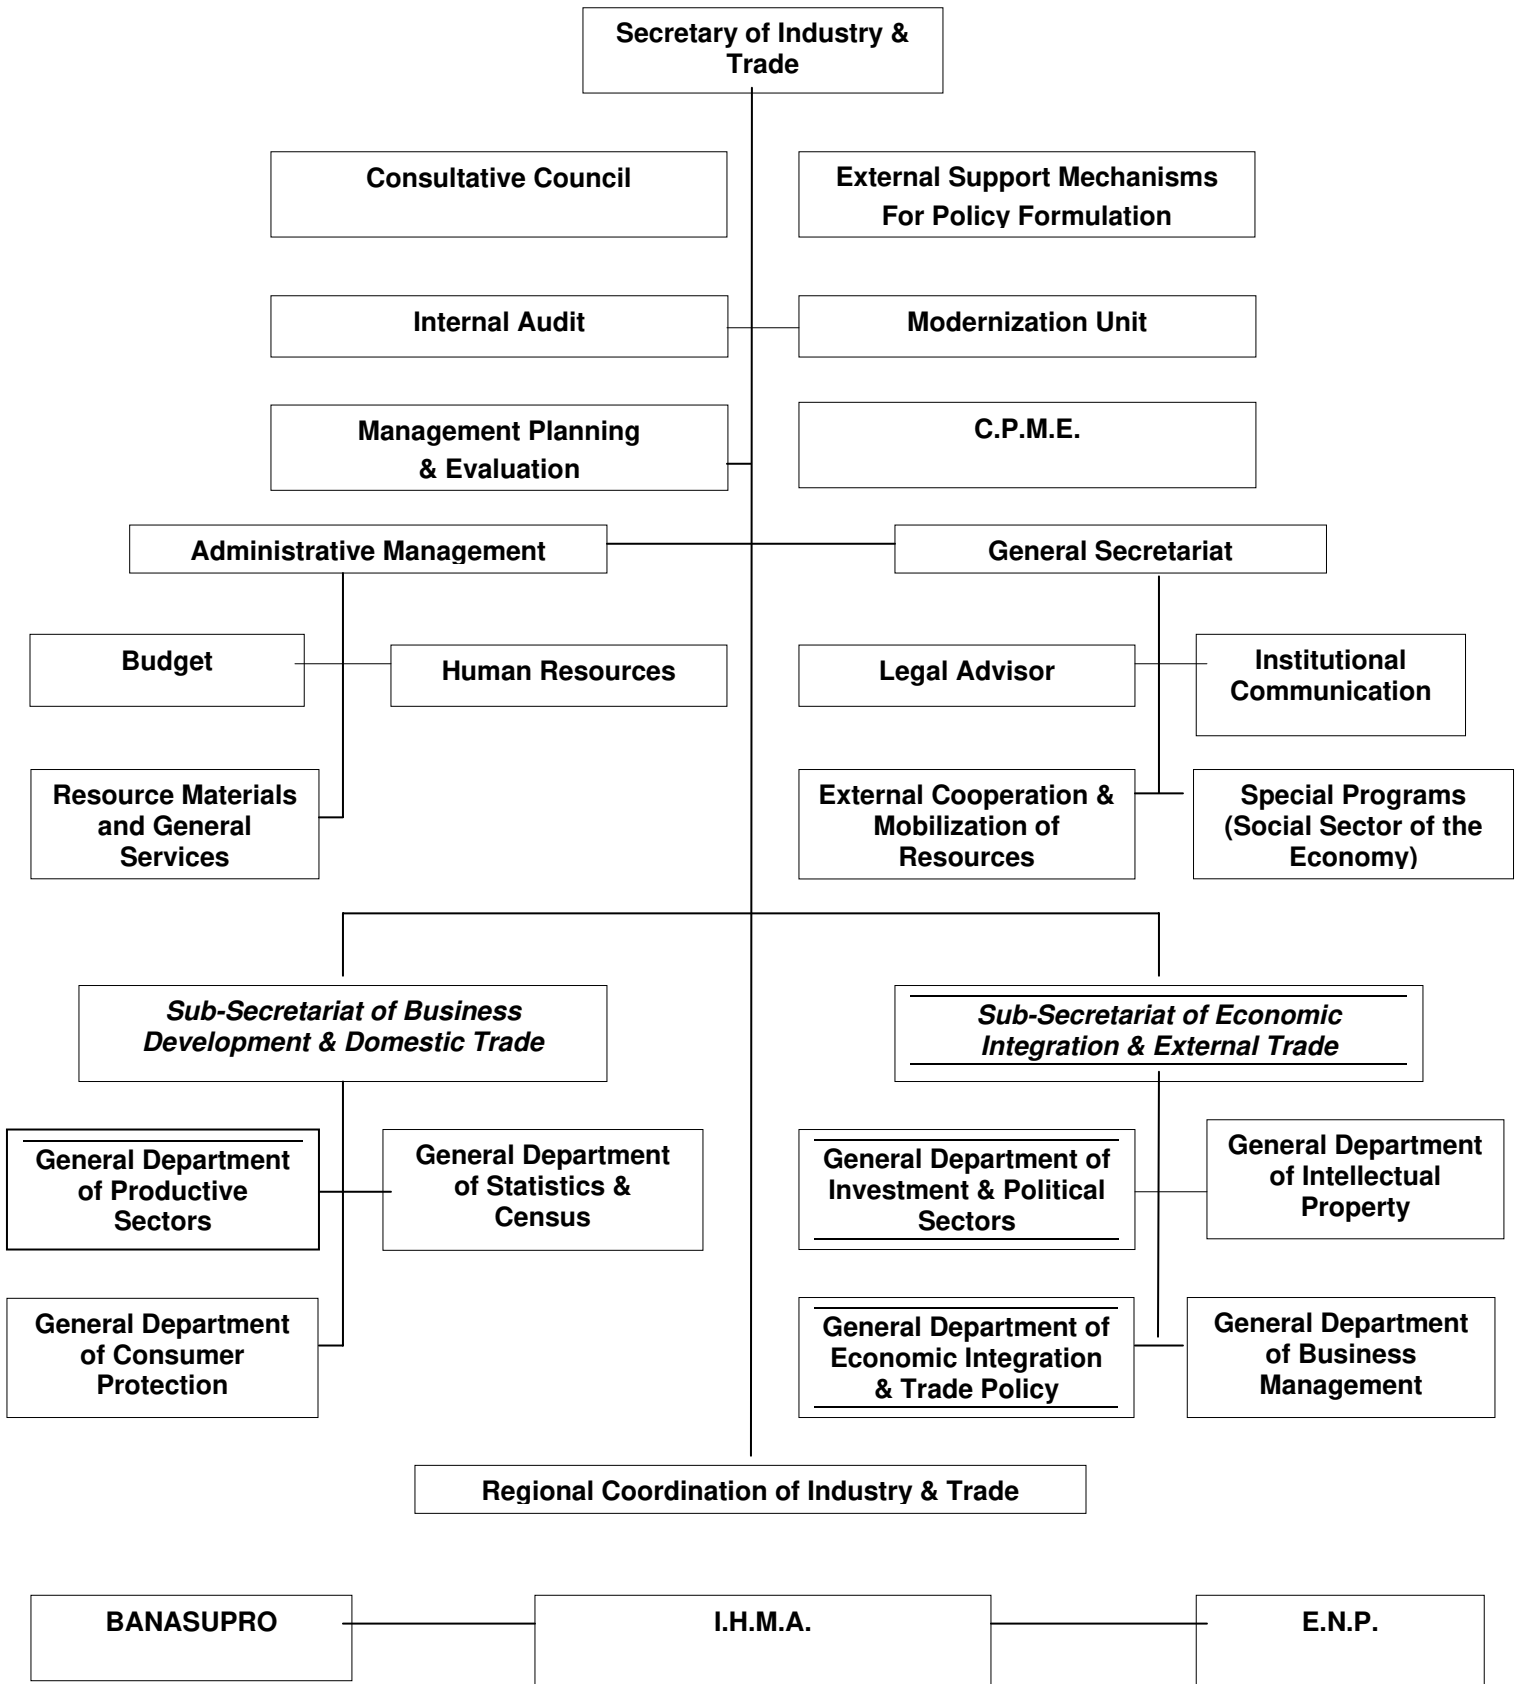 Secretary of Industry &
Trade
Consultative Council
External Support Mechanisms
For Policy Formulation
Internal Audit
Modernization Unit
Management Planning
& Evaluation
C.P.M.E.
Administrative Management
General Secretariat
Budget
Human Resources
Legal Advisor
Institutional
Communication
Resource Materials
and General
Services
External Cooperation &
Mobilization of
Resources
Special Programs
(Social Sector of the
Economy)
Sub-Secretariat of Business
Development & Domestic Trade
Sub-Secretariat of Economic
Integration & External Trade
General Department
of Productive
Sectors
General Department
of Statistics &
Census
General Department of
Investment & Political
Sectors
General Department
of Intellectual
Property
General Department
of Consumer
Protection
General Department of
Economic Integration
& Trade Policy
General Department
of Business
Management
Regional Coordination of Industry & Trade
BANASUPRO
I.H.M.A.
E.N.P.